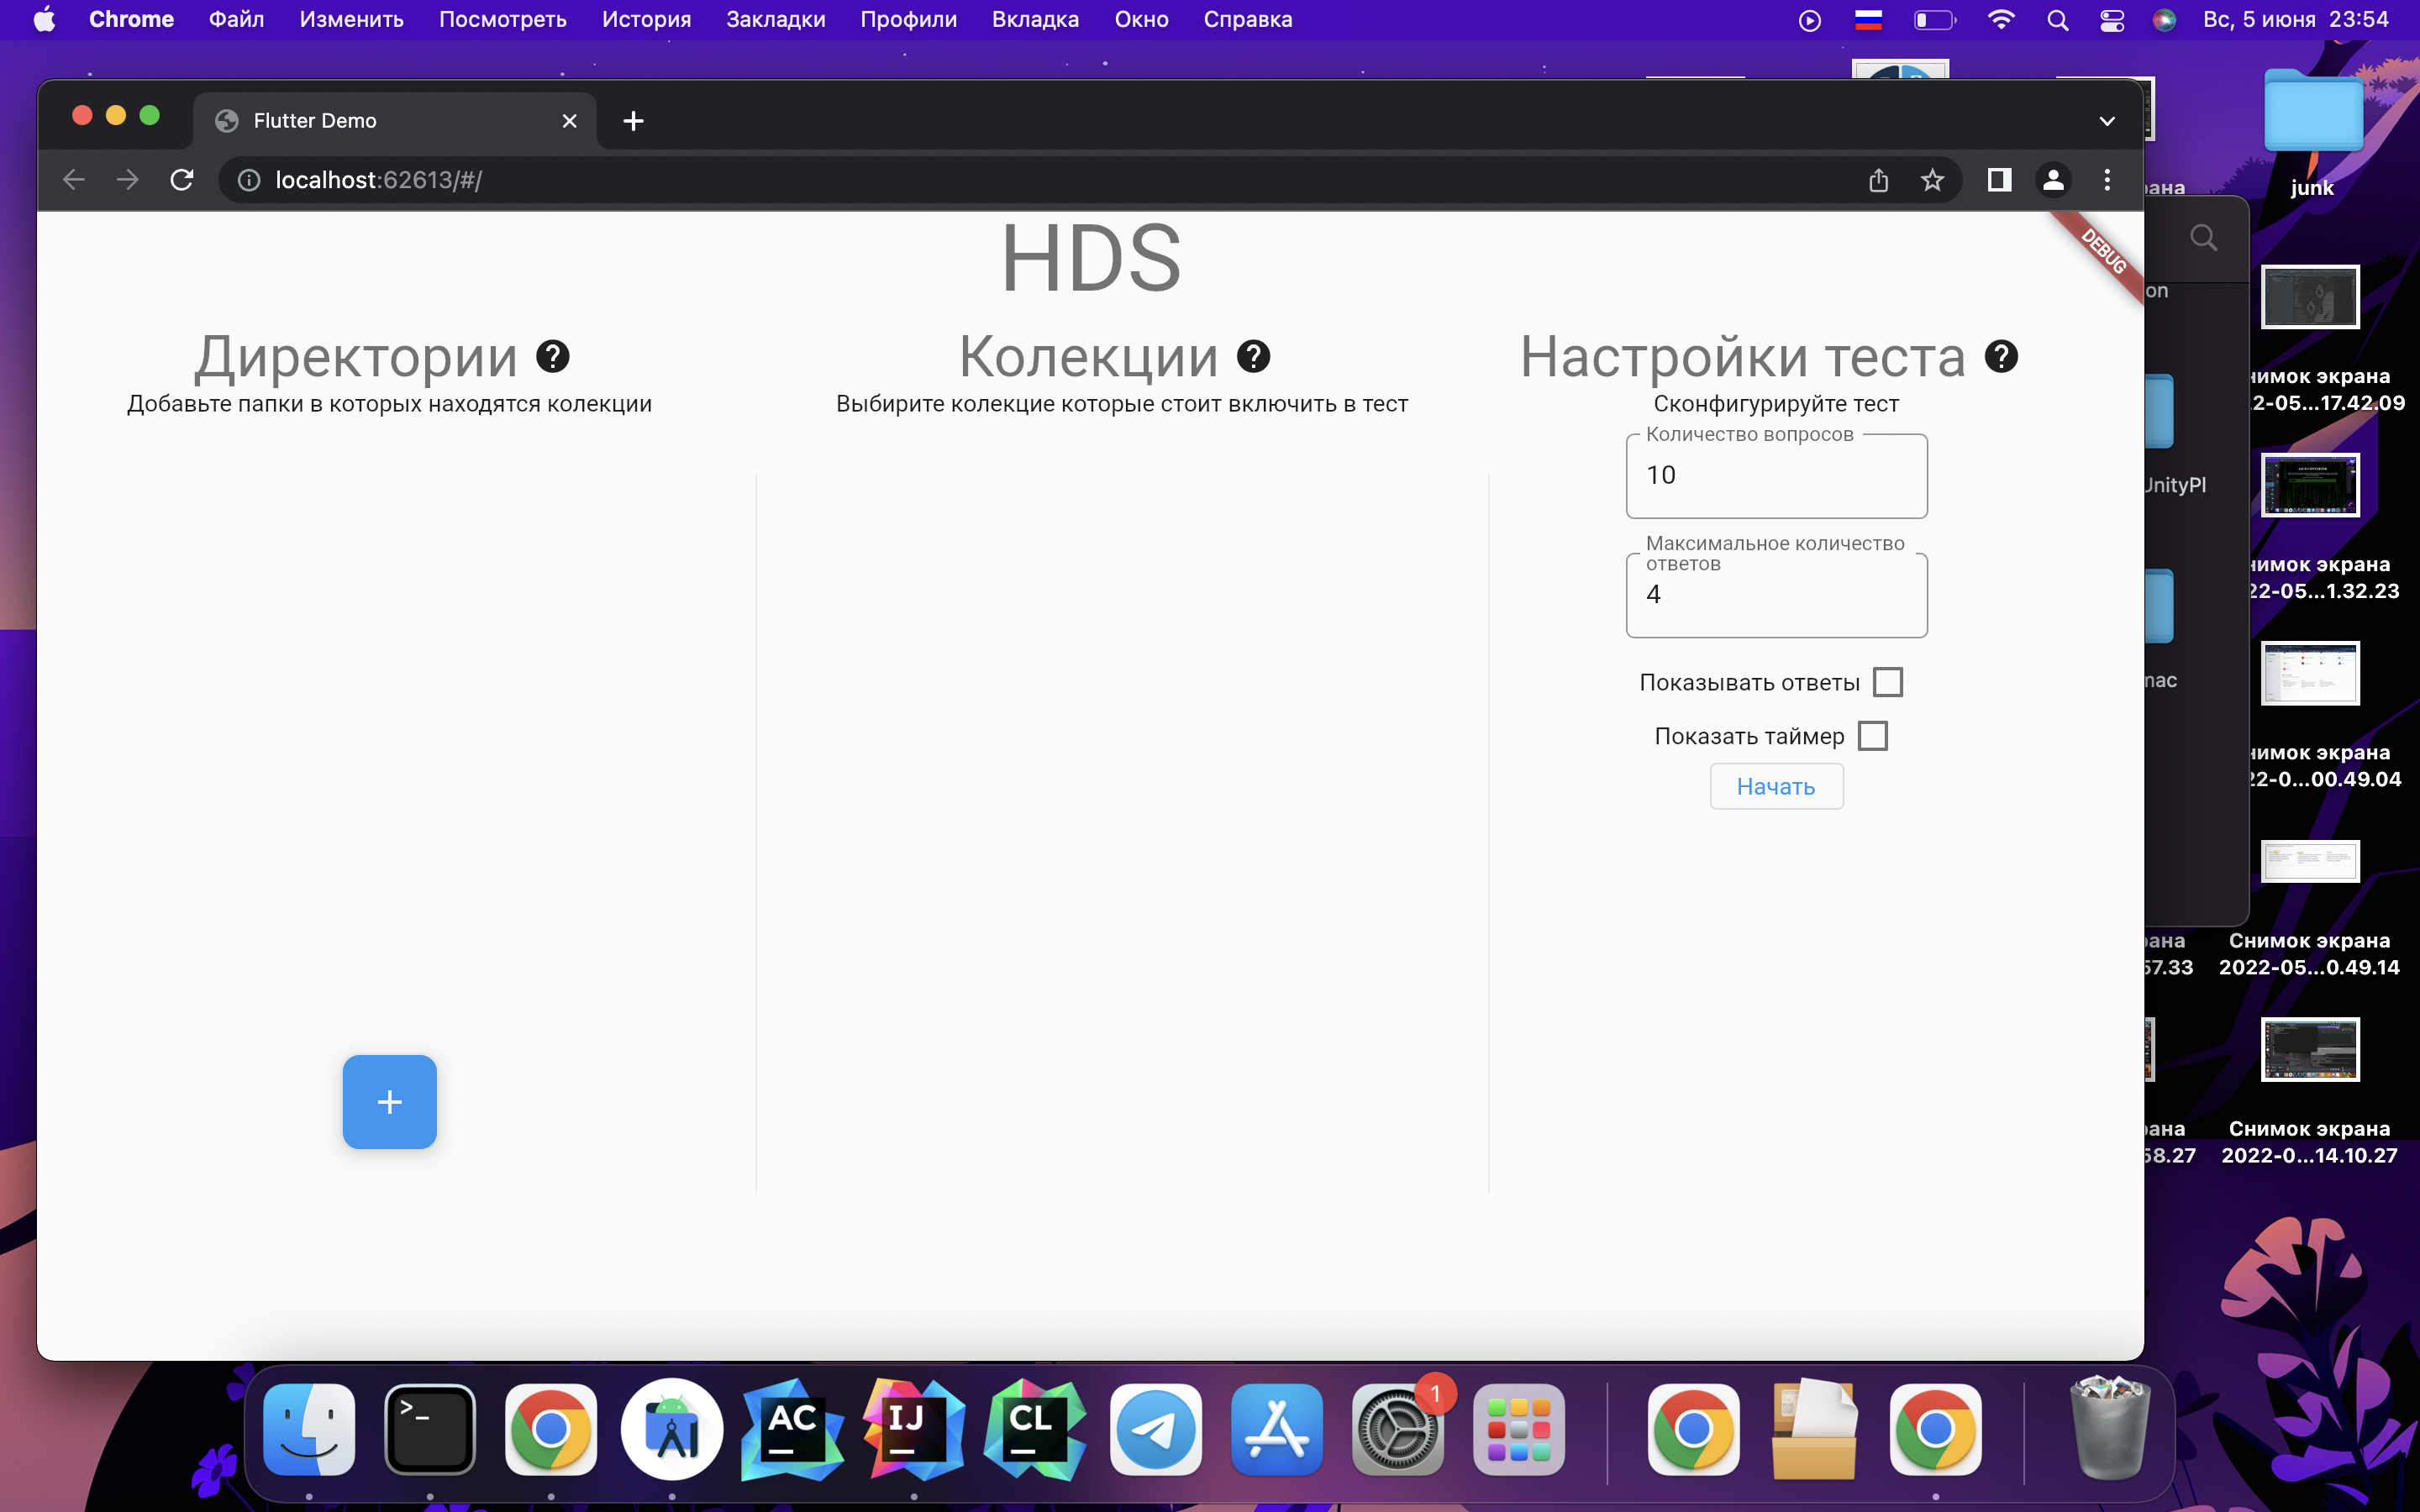 Chrome Файл Изменить Посмотреть История Закладки Профили Вкладка Окно Справка Вс, 5 июня 23:54
Flutter Demo
localhost:62613/#/
DEBUG
HDS
Директории
Добавьте папки в которых находятся колекции
Колекции
Выбирите колекцие которые стоит включить в тест
Настройки теста
Сконфигурируйте тест
Количество вопросов
10
Максимальное количество
ответов
4
Показывать ответы
Показать таймер
Начать
+
junk
нимок экрана
2-05...17.42.09
нимок экрана
22-05...1.32.23
нимок экрана
22-0...00.49.04
Снимок экрана
2022-05...0.49.14
Снимок экрана
2022-0...14.10.27
ана
on
UnityPl
mac
ана
57.33
ана
58.27
>_
AC
IJ
CL
1